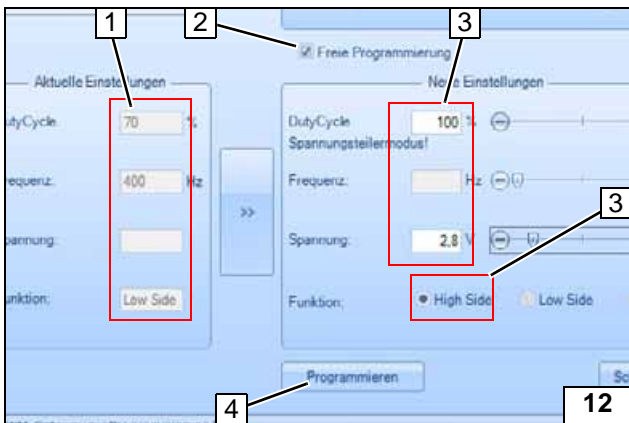 1
2
3
Freie Programmierung
Aktuelle Einstellungen
Neue Einstellungen
DutyCycle
70 %
DutyCycle
100 %
Spannungsteilermodus!
Frequenz:
400 Hz
Frequenz:
Hz
>>
3
Spannung:
Spannung:
2,8 V
Funktion:
Low Side
Funktion:
High Side
Low Side
Programmieren
4
12